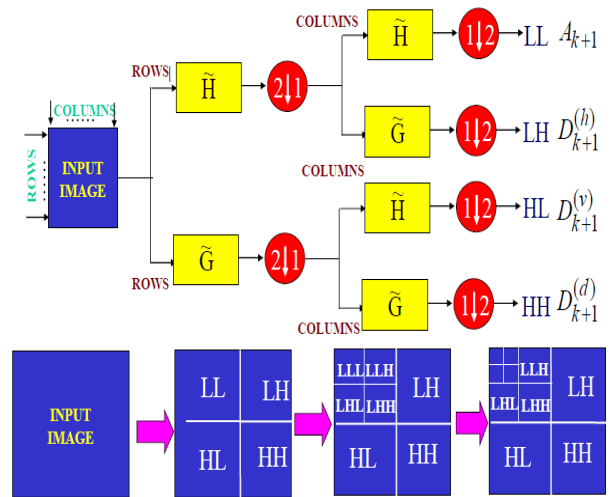 COLUMNS
H̃ 1↓2 LL A_{k+1}
ROWS
H̃ 2↓1
COLUMNS
......
G̃ 1↓2 LH D_{k+1}^{(h)}
ROWS
......
INPUT
IMAGE
COLUMNS
H̃ 1↓2 HL D_{k+1}^{(v)}
G̃ 2↓1
ROWS
G̃ 1↓2 HH D_{k+1}^{(d)}
COLUMNS
INPUT IMAGE
LL LH
HL HH
LLL LLH
LHL LHH
LH
HL HH
LLH
LHL LHH
LH
HL HH